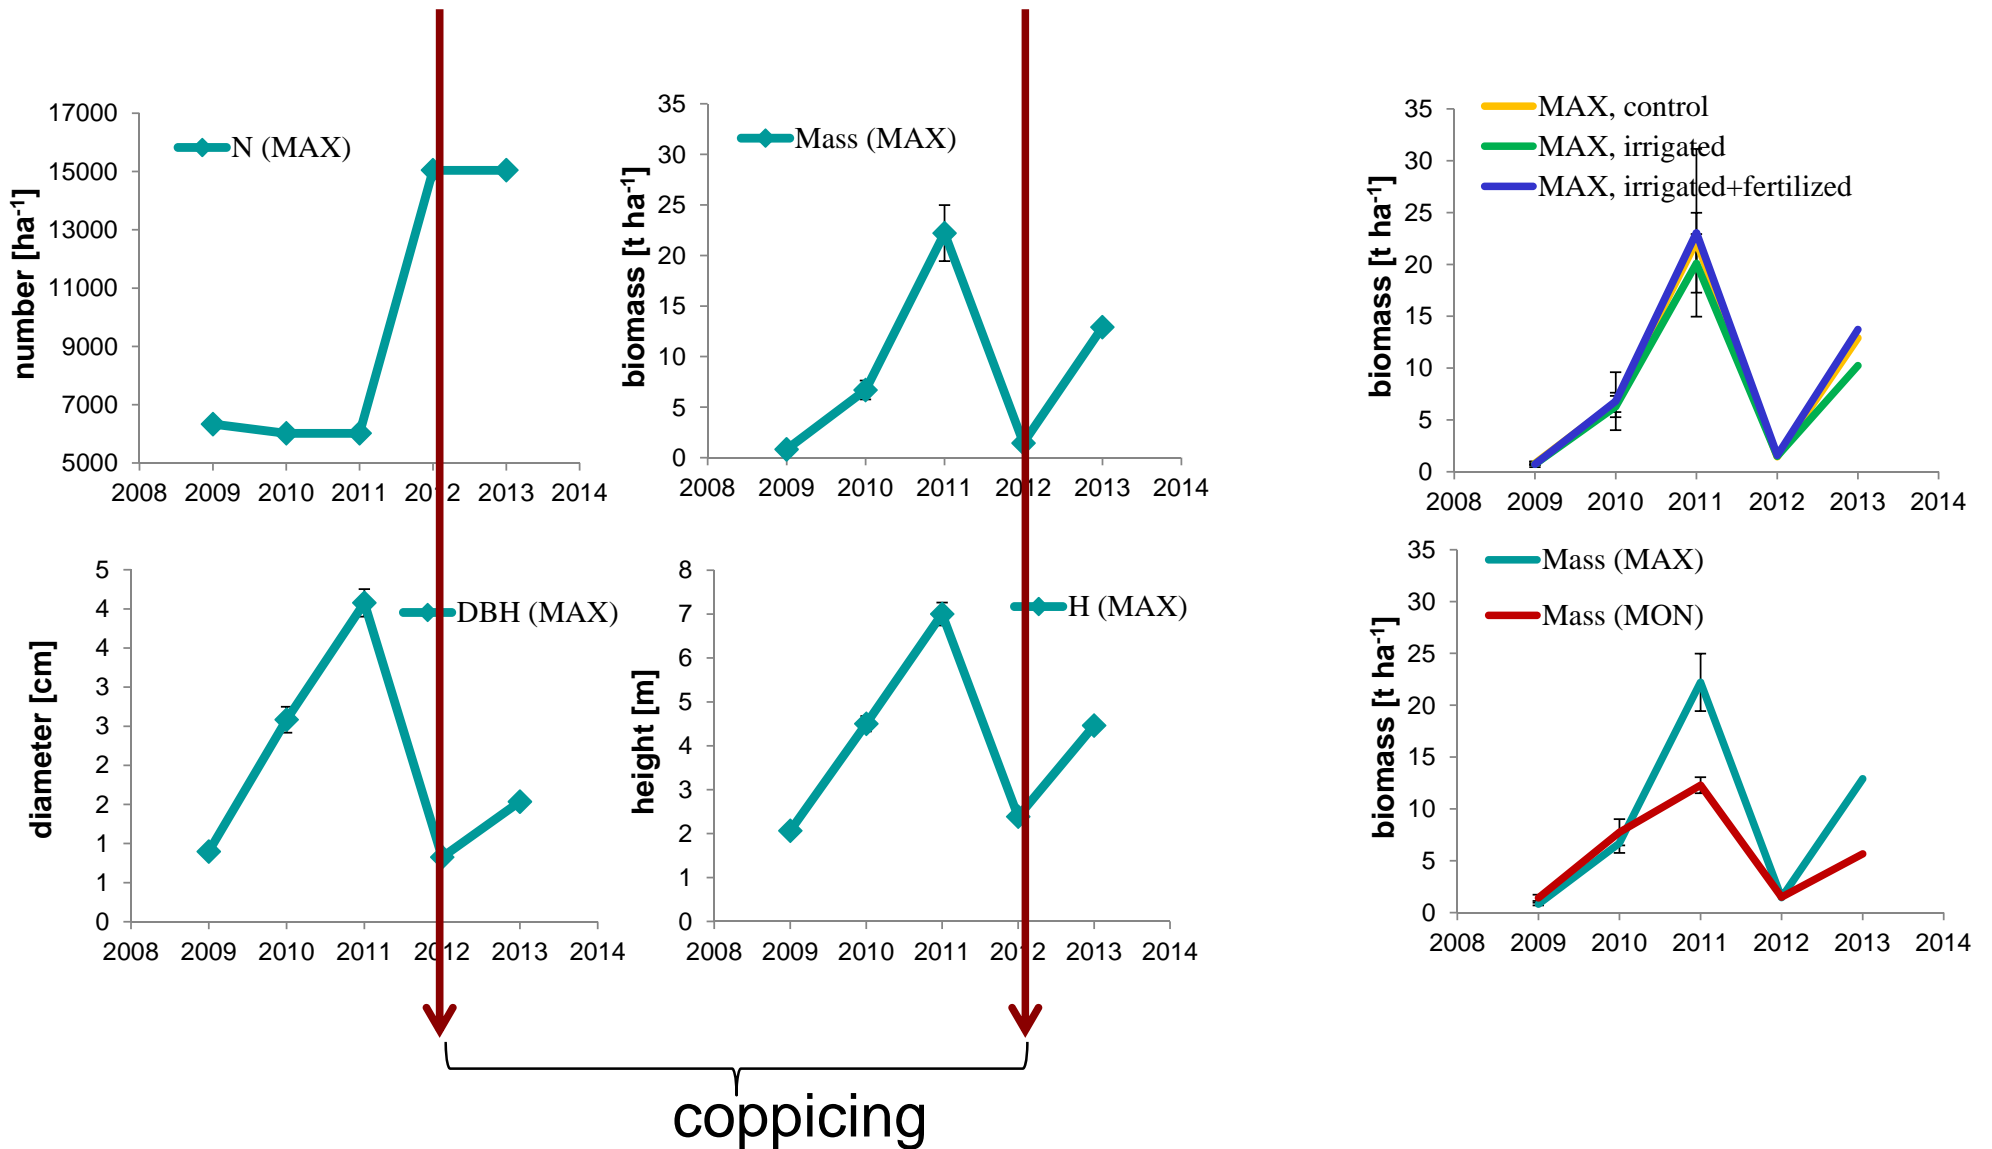 17000
15000
13000
11000
9000
7000
5000
number [ha-1]
N (MAX)
2008 2009 2010 2011 2012 2013 2014
35
30
25
20
15
10
5
0
biomass [t ha-1]
Mass (MAX)
2008 2009 2010 2011 2012 2013 2014
35
30
25
20
15
10
5
0
biomass [t ha-1]
MAX, control
MAX, irrigated
MAX, irrigated+fertilized
2008 2009 2010 2011 2012 2013 2014
5
4
4
3
3
2
2
1
1
0
diameter [cm]
DBH (MAX)
2008 2009 2010 2011 2012 2013 2014
8
7
6
5
4
3
2
1
0
height [m]
H (MAX)
2008 2009 2010 2011 2012 2013 2014
35
30
25
20
15
10
5
0
biomass [t ha-1]
Mass (MAX)
Mass (MON)
2008 2009 2010 2011 2012 2013 2014
coppicing